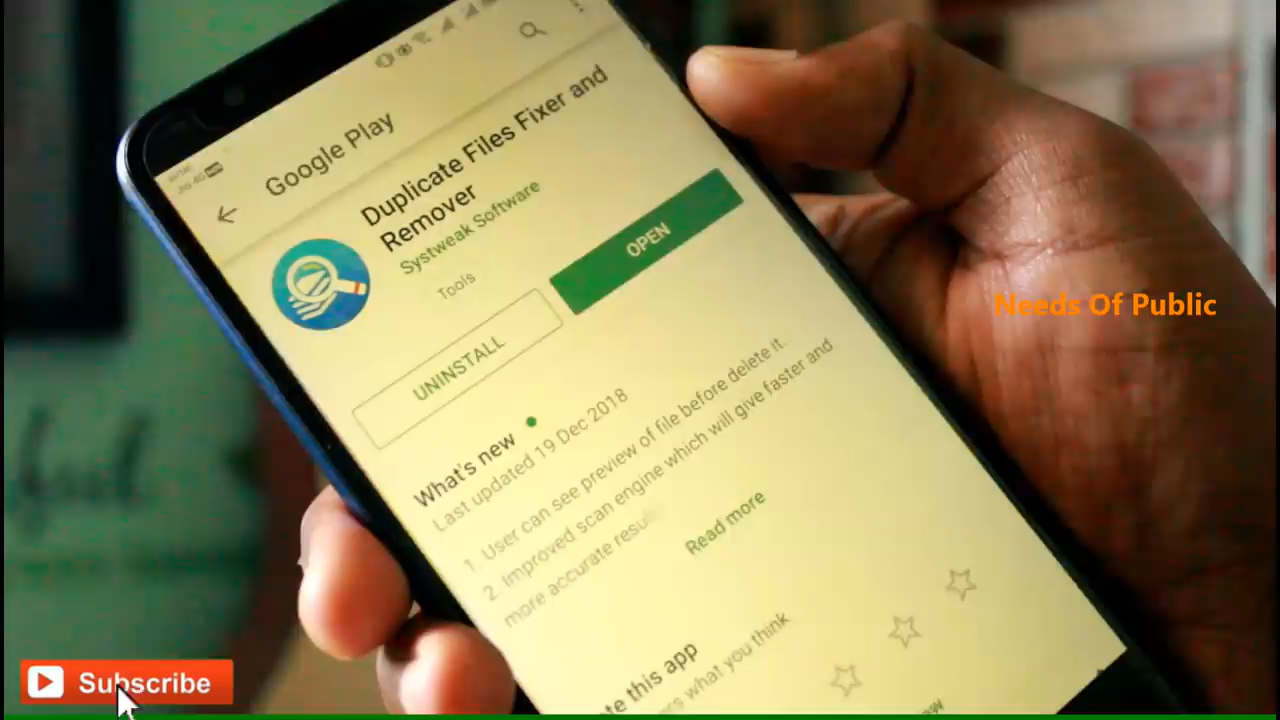 Google Play
Duplicate Files Fixer and
Remover
Systweak Software
Tools
UNINSTALL
OPEN
What's new
Last updated 19 Dec 2018
1. User can see preview of file before delete it.
2. Improved scan engine which will give faster and
more accurate
Read more
this app
what you think
Needs Of Public
Subscribe